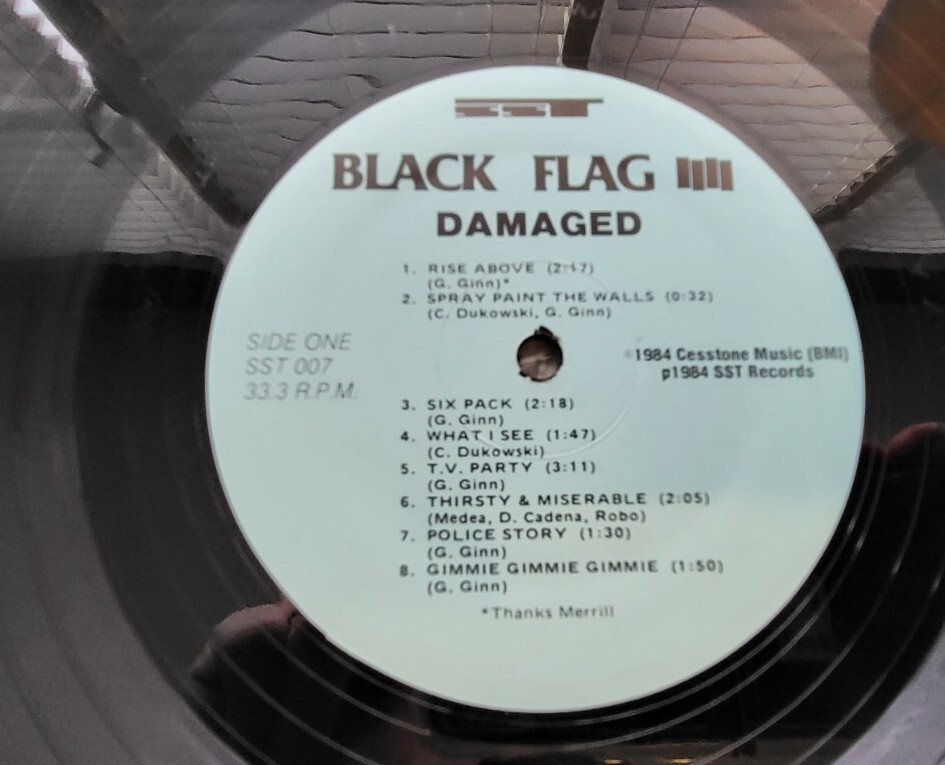 SST
BLACK FLAG
DAMAGED
1. RISE ABOVE (2:17)
(G. Ginn)*
2. SPRAY PAINT THE WALLS (0:32)
(C. Dukowski, G. Ginn)
SIDE ONE
SST 007
33.3 R.P.M.
©1984 Cesstone Music (BMI)
p1984 SST Records
3. SIX PACK (2:18)
(G. Ginn)
4. WHAT I SEE (1:47)
(C. Dukowski)
5. T.V. PARTY (3:11)
(G. Ginn)
6. THIRSTY & MISERABLE (2:05)
(Medea, D. Cadena, Robo)
7. POLICE STORY (1:30)
(G. Ginn)
8. GIMMIE GIMMIE GIMMIE (1:50)
(G. Ginn)
*Thanks Merrill